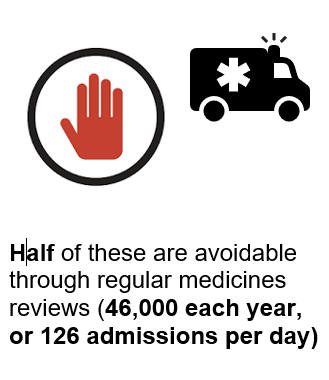 Half of these are avoidable
through regular medicines
reviews (46,000 each year,
or 126 admissions per day)